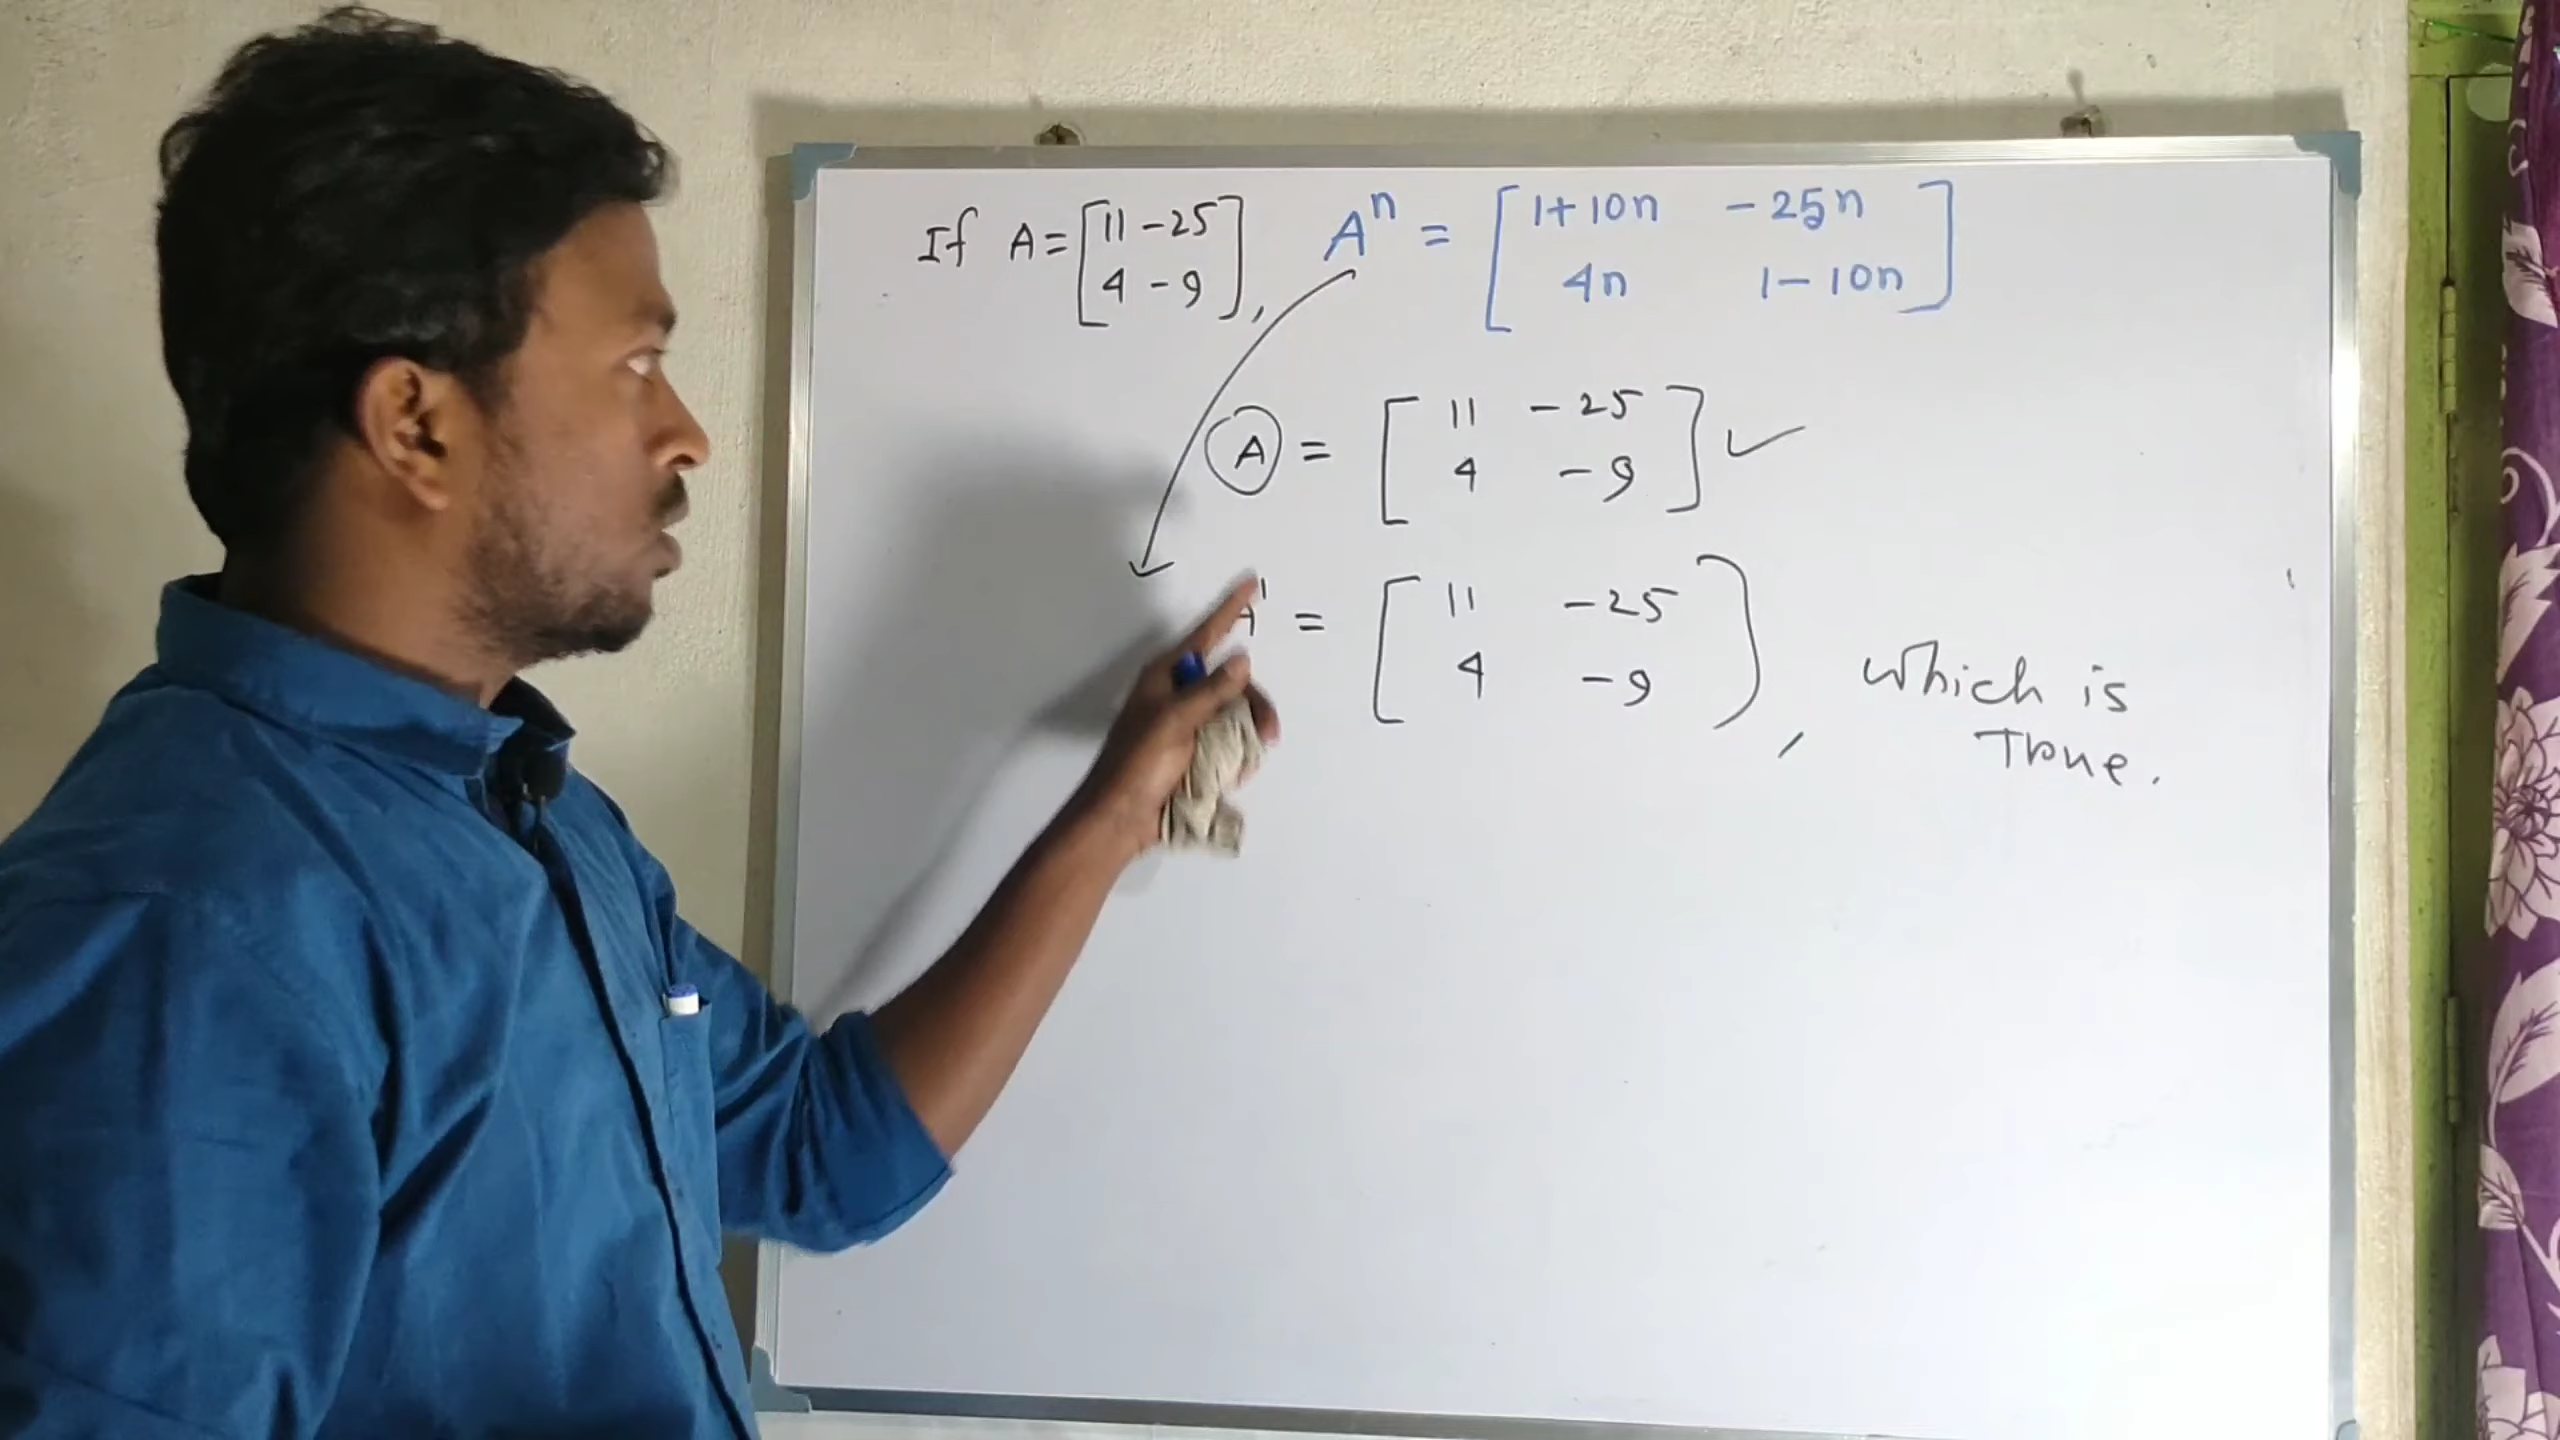 If A = [11 -25
4 -9], A^n = [1+10n -25n
4n 1-10n]
A = [11 -25
4 -9] ✓
A^1 = [11 -25
4 -9), which is
True.